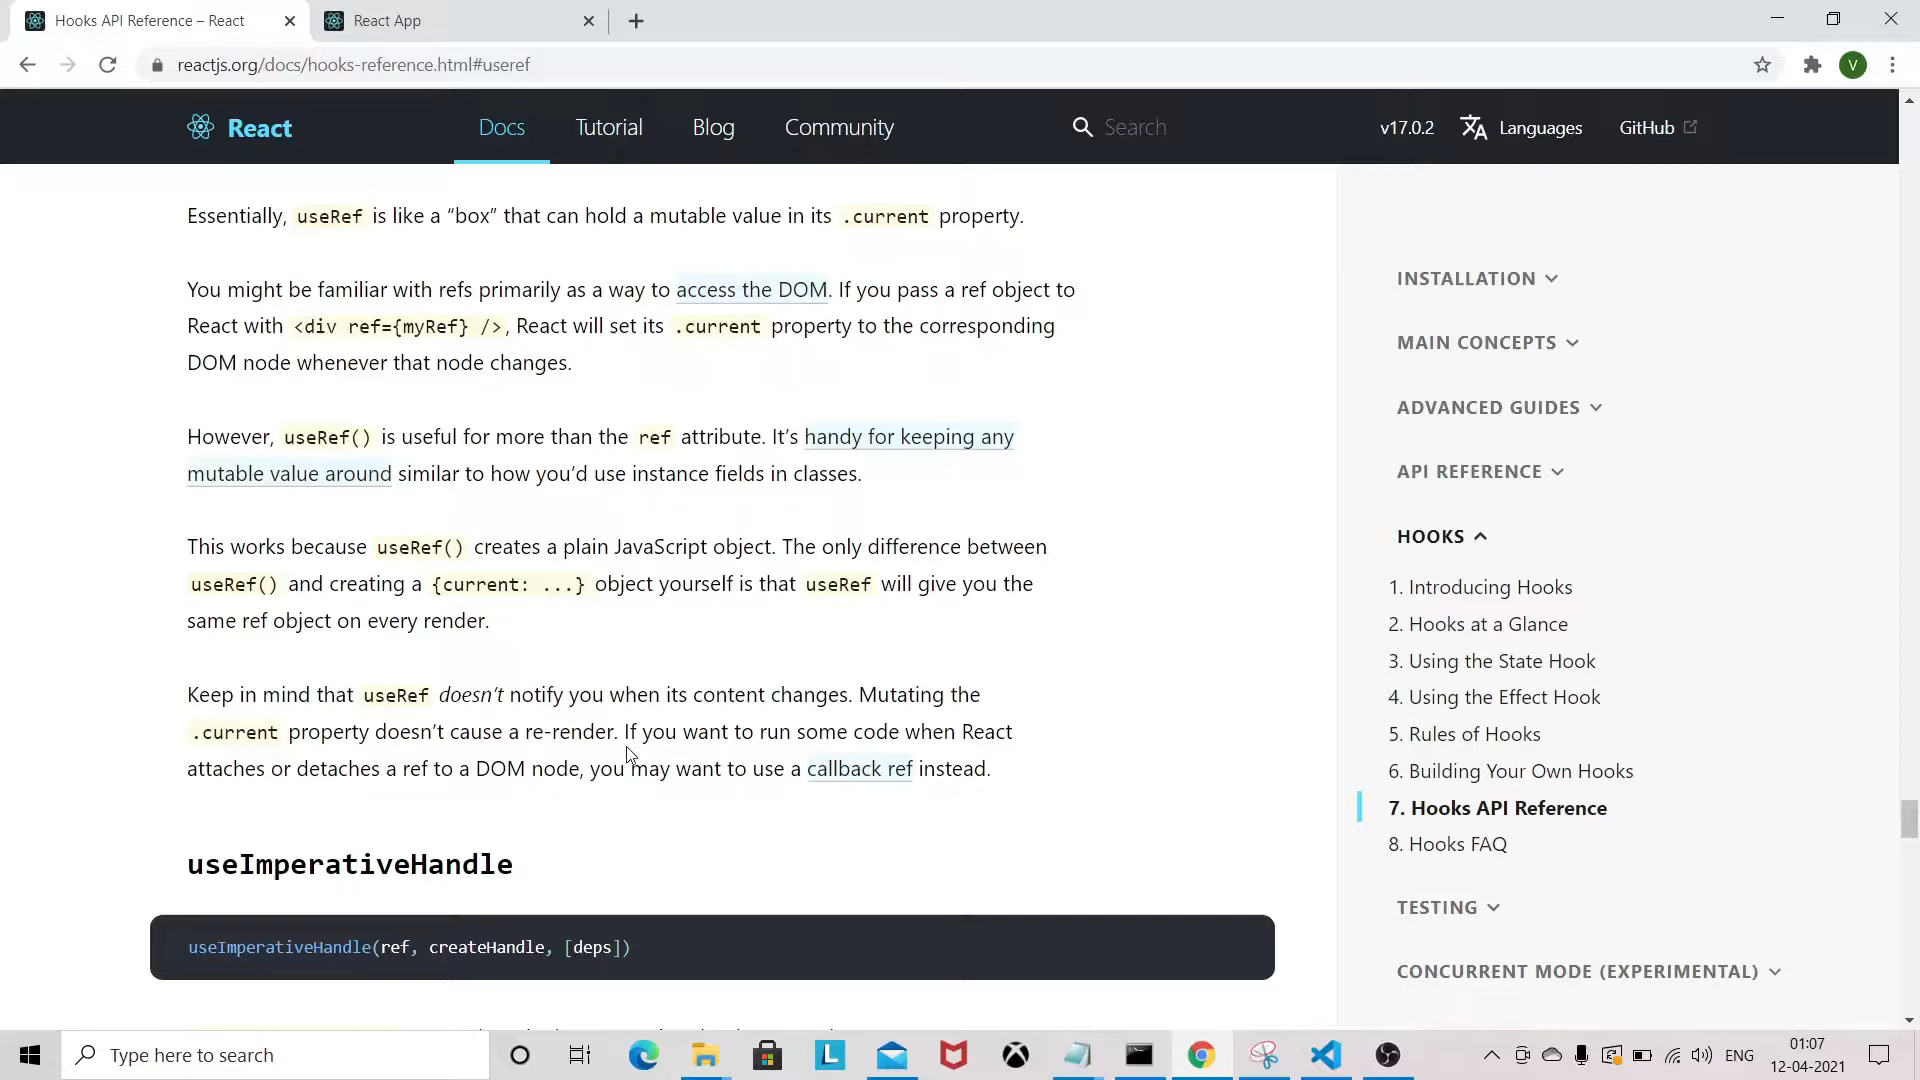 Hooks API Reference – React
React App
reactjs.org/docs/hooks-reference.html#useref
V
React
Docs
Tutorial
Blog
Community
Search
v17.0.2
Languages
GitHub
Essentially, useRef is like a “box” that can hold a mutable value in its .current property.
You might be familiar with refs primarily as a way to access the DOM. If you pass a ref object to
React with <div ref={myRef} />, React will set its .current property to the corresponding
DOM node whenever that node changes.
However, useRef() is useful for more than the ref attribute. It’s handy for keeping any
mutable value around similar to how you’d use instance fields in classes.
This works because useRef() creates a plain JavaScript object. The only difference between
useRef() and creating a {current: ...} object yourself is that useRef will give you the
same ref object on every render.
Keep in mind that useRef doesn’t notify you when its content changes. Mutating the
.current property doesn’t cause a re-render. If you want to run some code when React
attaches or detaches a ref to a DOM node, you may want to use a callback ref instead.
useImperativeHandle
useImperativeHandle(ref, createHandle, [deps])
INSTALLATION
MAIN CONCEPTS
ADVANCED GUIDES
API REFERENCE
HOOKS
1. Introducing Hooks
2. Hooks at a Glance
3. Using the State Hook
4. Using the Effect Hook
5. Rules of Hooks
6. Building Your Own Hooks
7. Hooks API Reference
8. Hooks FAQ
TESTING
CONCURRENT MODE (EXPERIMENTAL)
Type here to search
L
ENG
01:07
12-04-2021